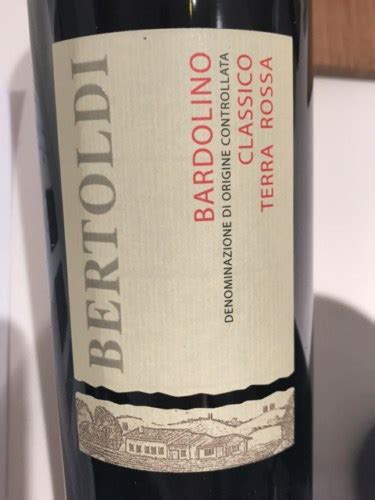 BERTOLDI
BARDOLINO
DENOMINAZIONE DI ORIGINE CONTROLLATA
CLASSICO
TERRA ROSSA